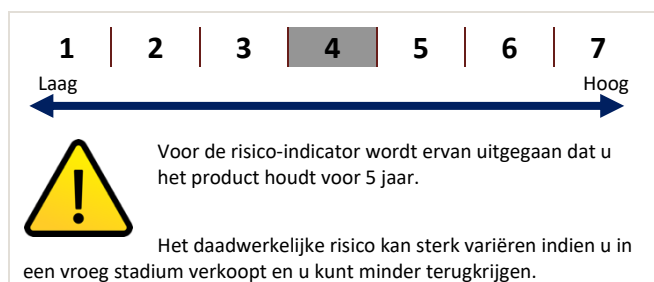 1 2 3 4 5 6 7
Laag Hoog
Voor de risico-indicator wordt ervan uitgegaan dat u
het product houdt voor 5 jaar.
Het daadwerkelijke risico kan sterk variëren indien u in
een vroeg stadium verkoopt en u kunt minder terugkrijgen.